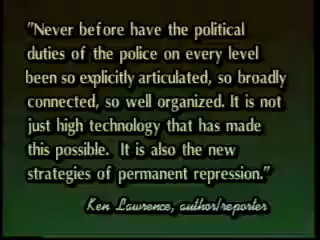 "Never before have the political
duties of the police on every level
been so explicitly articulated, so broadly
connected, so well organized. It is not
just high technology that has made
this possible. It is also the new
strategies of permanent repression."
Ken Lawrence, author/reporter